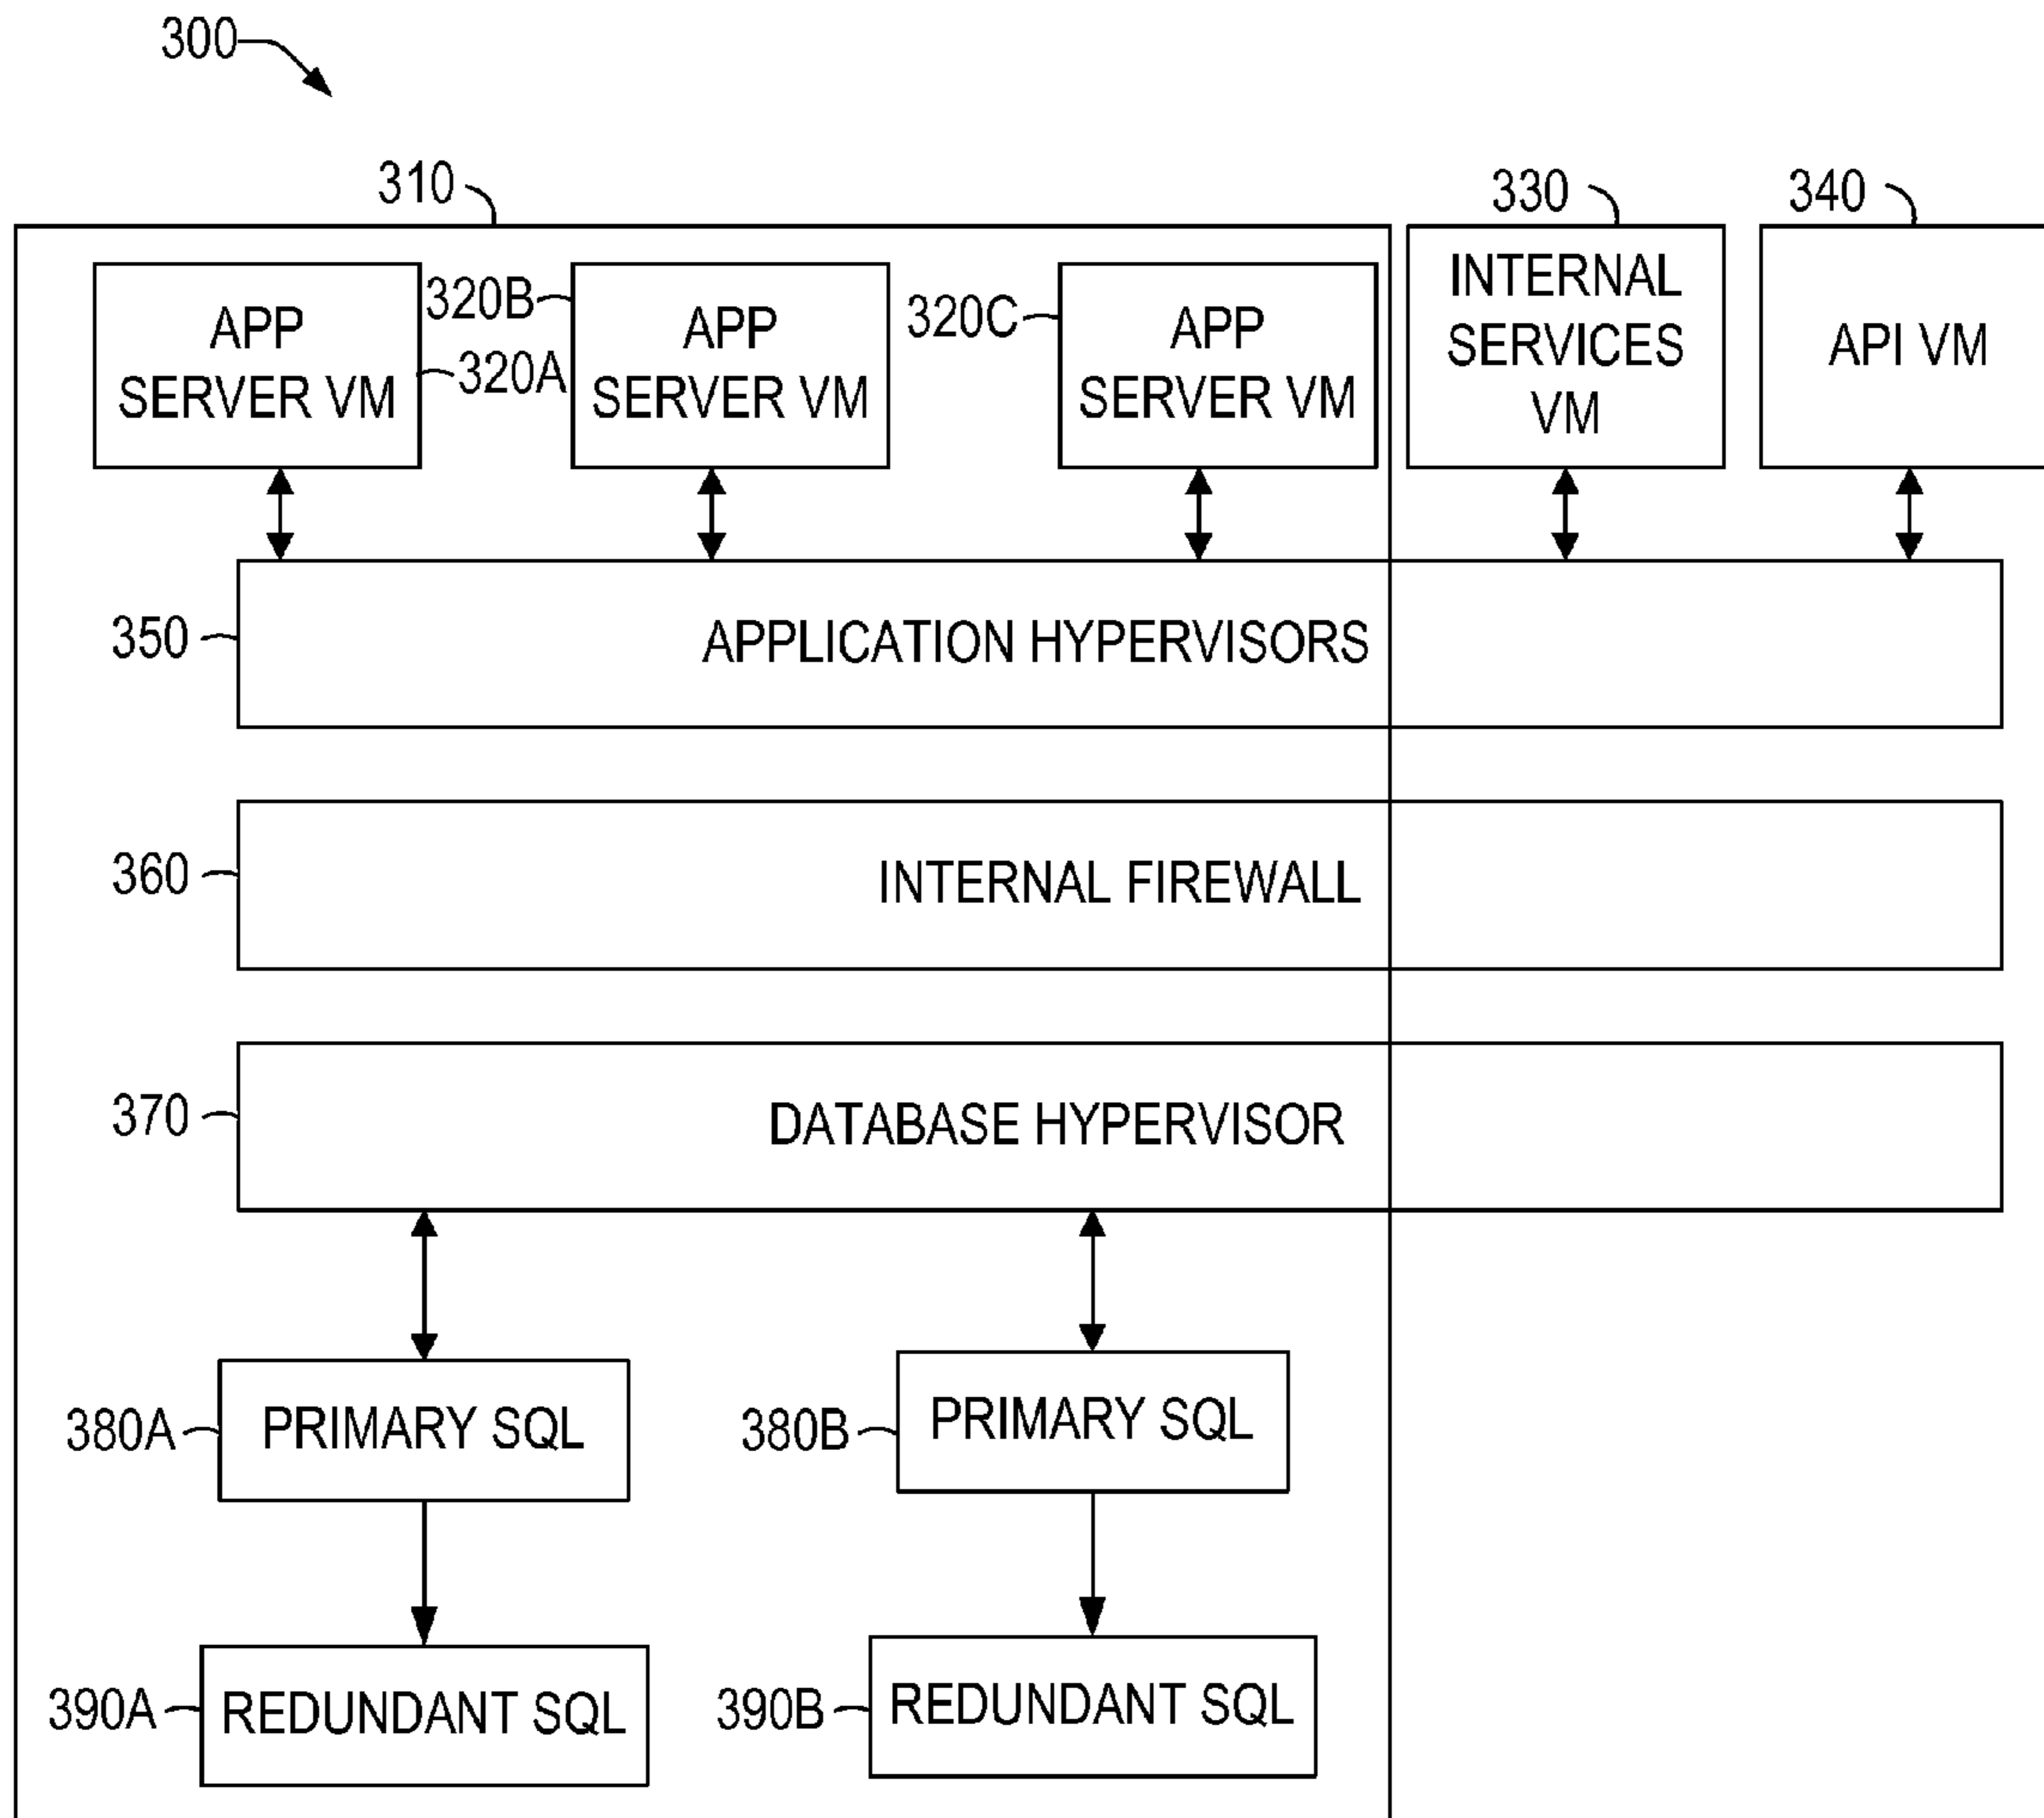 300
310
330
340
APP
SERVER VM
320A
320B
APP
SERVER VM
320C
APP
SERVER VM
INTERNAL
SERVICES
VM
API VM
350
APPLICATION HYPERVISORS
360
INTERNAL FIREWALL
370
DATABASE HYPERVISOR
380A
PRIMARY SQL
380B
PRIMARY SQL
390A
REDUNDANT SQL
390B
REDUNDANT SQL